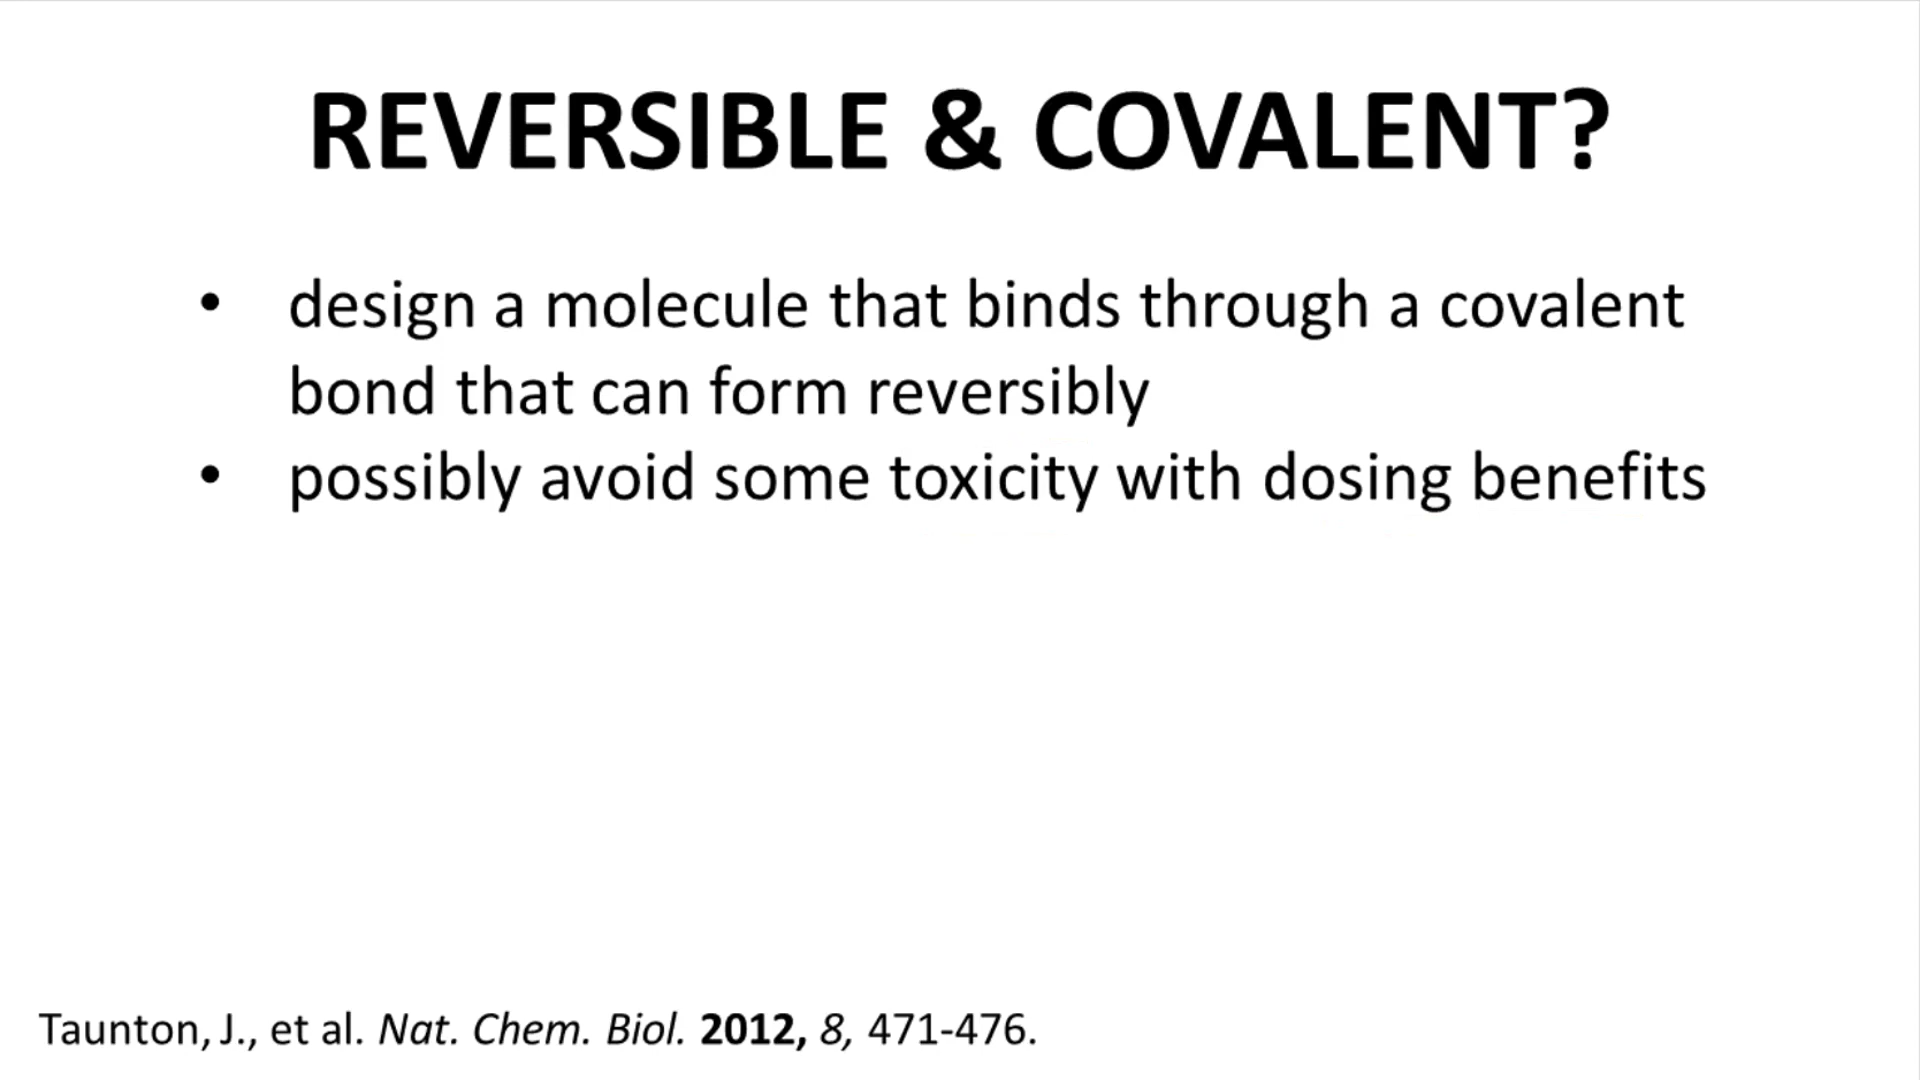 REVERSIBLE & COVALENT?
• design a molecule that binds through a covalent
bond that can form reversibly
• possibly avoid some toxicity with dosing benefits
Taunton, J., et al. Nat. Chem. Biol. 2012, 8, 471-476.